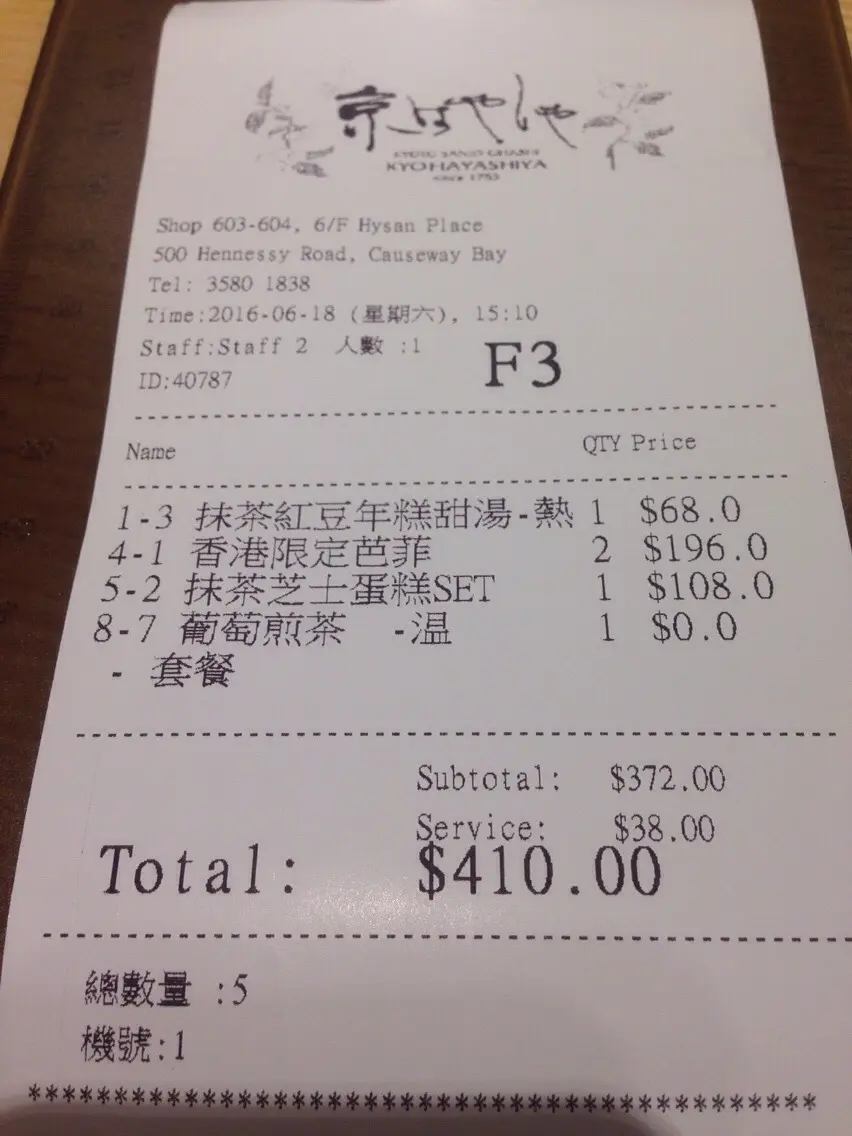 京はやしや
KYOTO SANJO OHASHI
KYOHAYASHIYA
since 1753
Shop 603-604, 6/F Hysan Place
500 Hennessy Road, Causeway Bay
Tel: 3580 1838
Time:2016-06-18 (星期六), 15:10
Staff:Staff 2 人數 :1
F3
ID:40787
Name QTY Price
1-3 抹茶紅豆年糕甜湯-熱 1 $68.0
4-1 香港限定芭菲 2 $196.0
5-2 抹茶芝士蛋糕SET 1 $108.0
8-7 葡萄煎茶 -温 1 $0.0
- 套餐
Subtotal: $372.00
Service: $38.00
Total: $410.00
總數量 :5
機號:1
************************************************